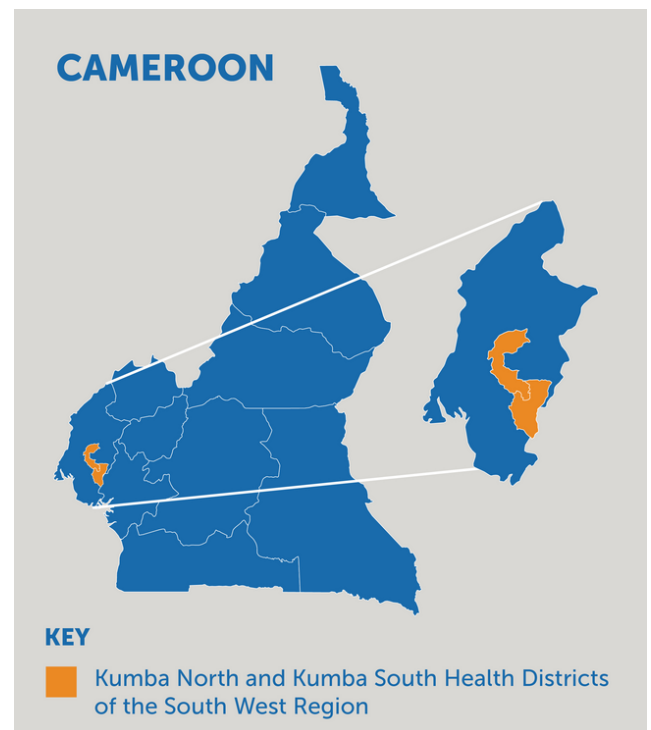 CAMEROON
KEY
Kumba North and Kumba South Health Districts
of the South West Region